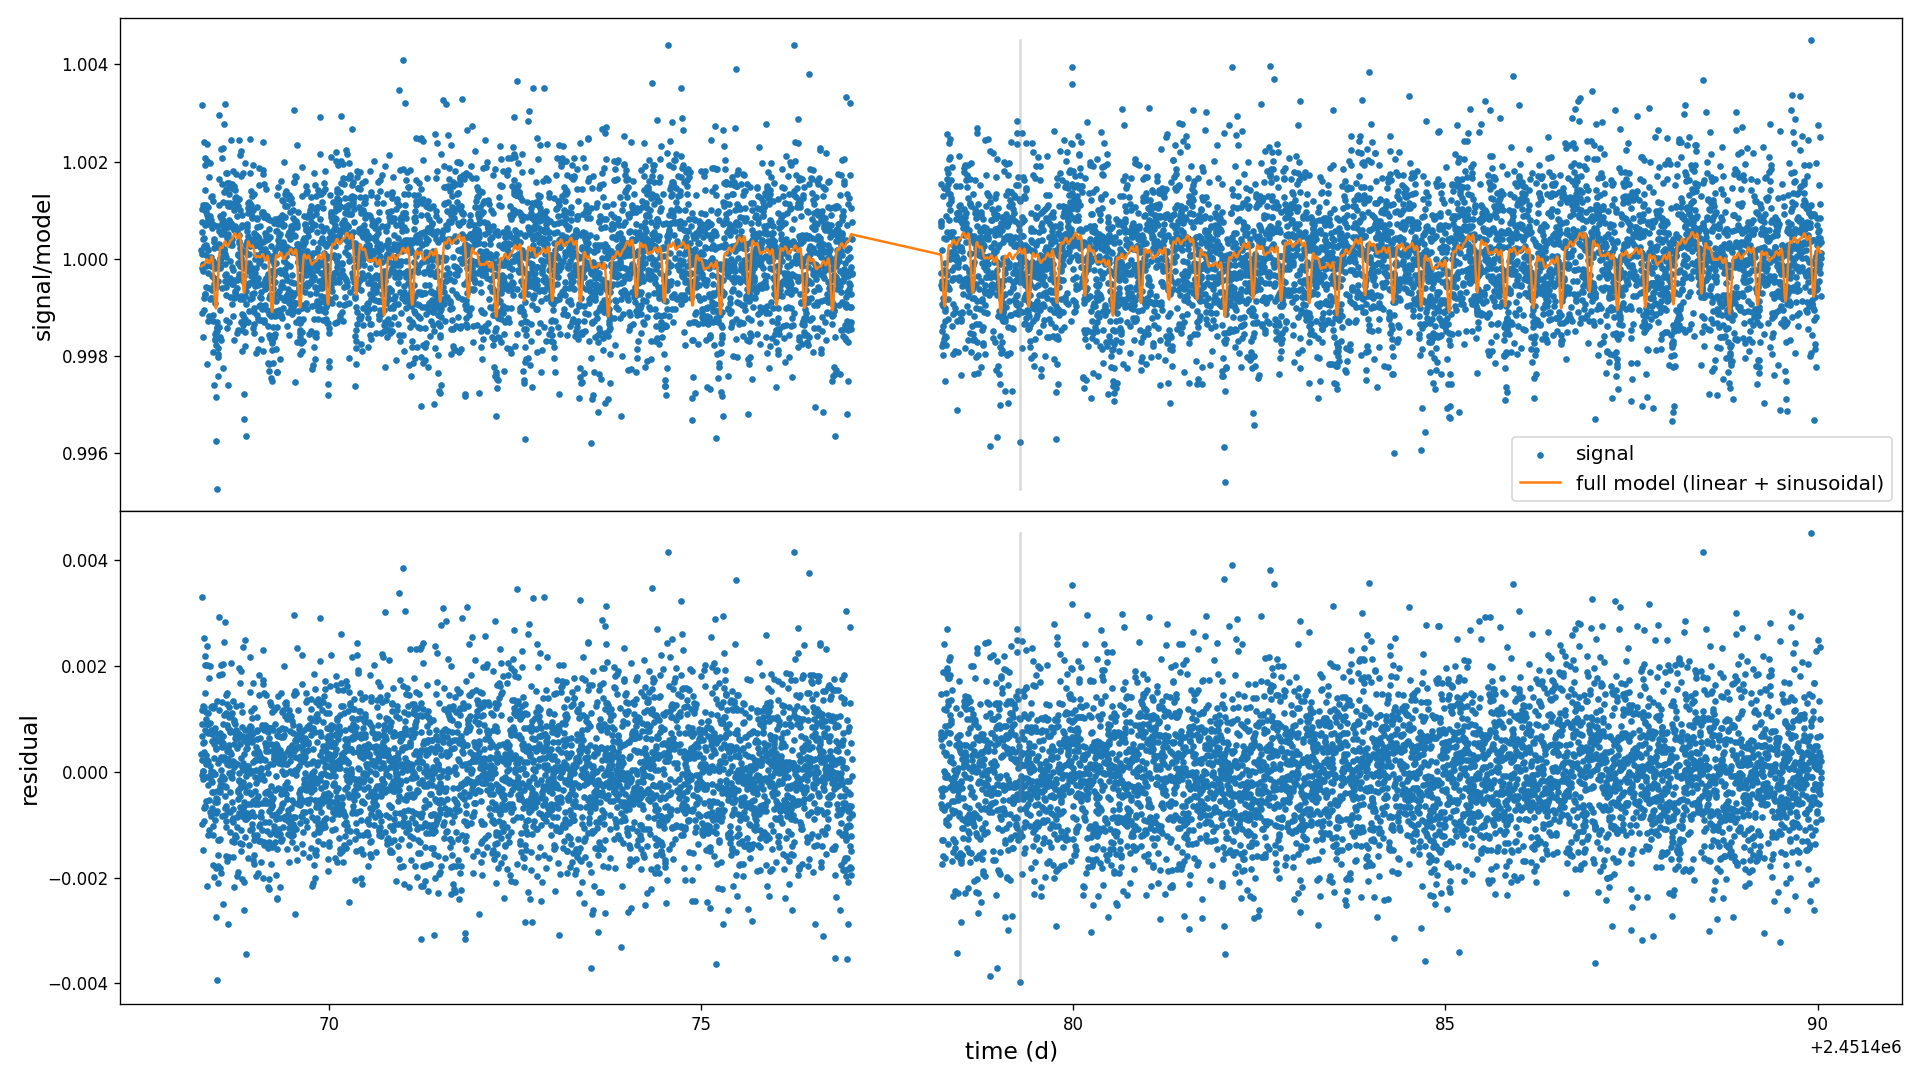 signal/model
1.004
1.002
1.000
0.998
0.996
signal
full model (linear + sinusoidal)
residual
0.004
0.002
0.000
−0.002
−0.004
70 75 80 85 90
time (d)
+2.4514e6